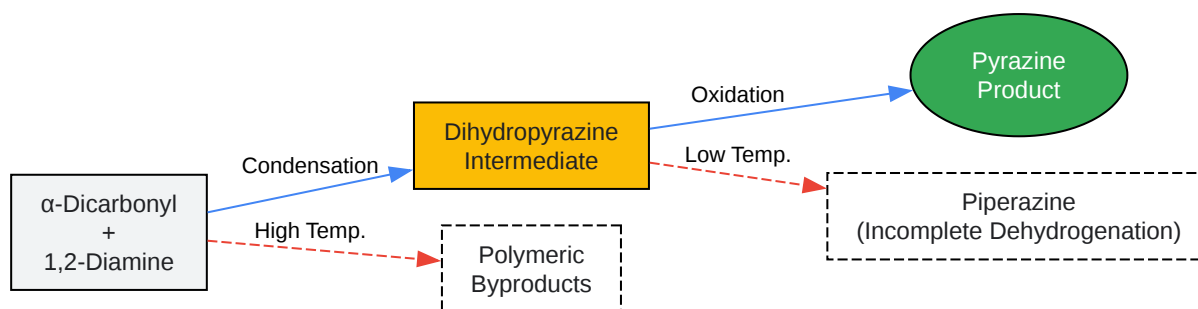 α-Dicarbonyl
+
1,2-Diamine
Condensation
High Temp.
Dihydropyrazine
Intermediate
Polymeric
Byproducts
Oxidation
Low Temp.
Pyrazine
Product
Piperazine
(Incomplete Dehydrogenation)